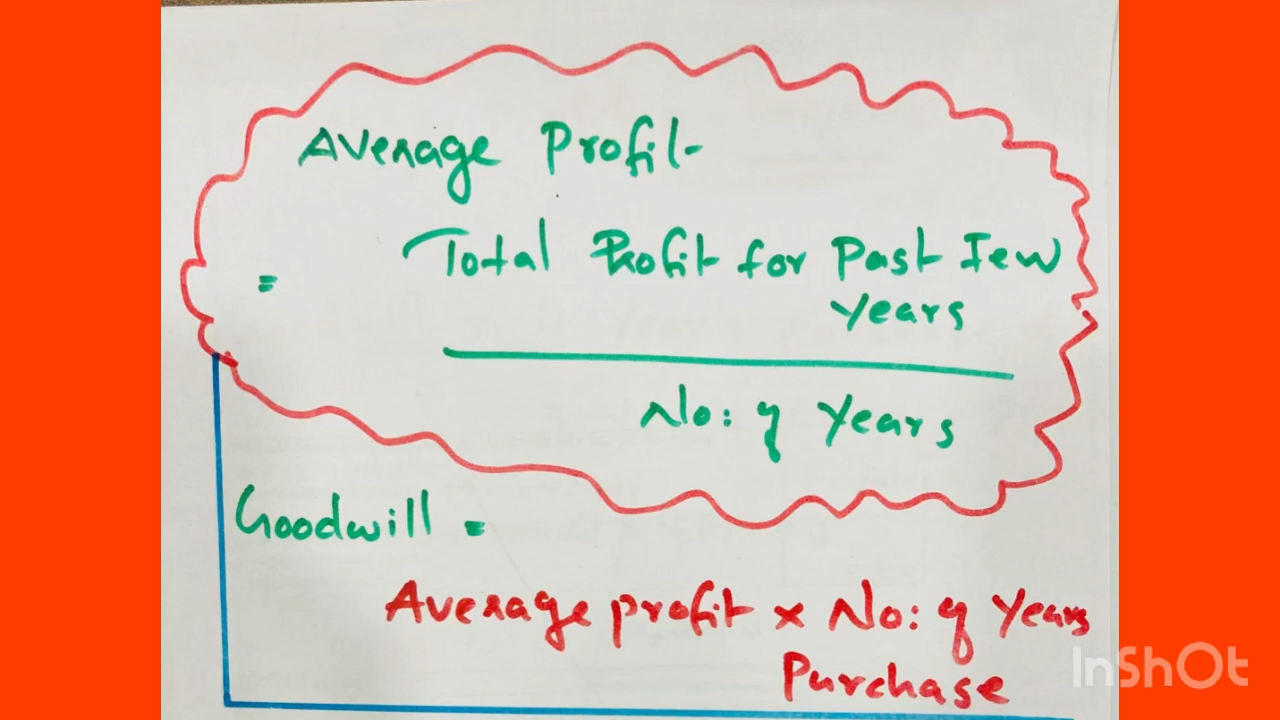 Average Profit
= Total Profit for Past Few
Years
No: of Years
Goodwill =
Average profit x No: of Years
Purchase
InShOt